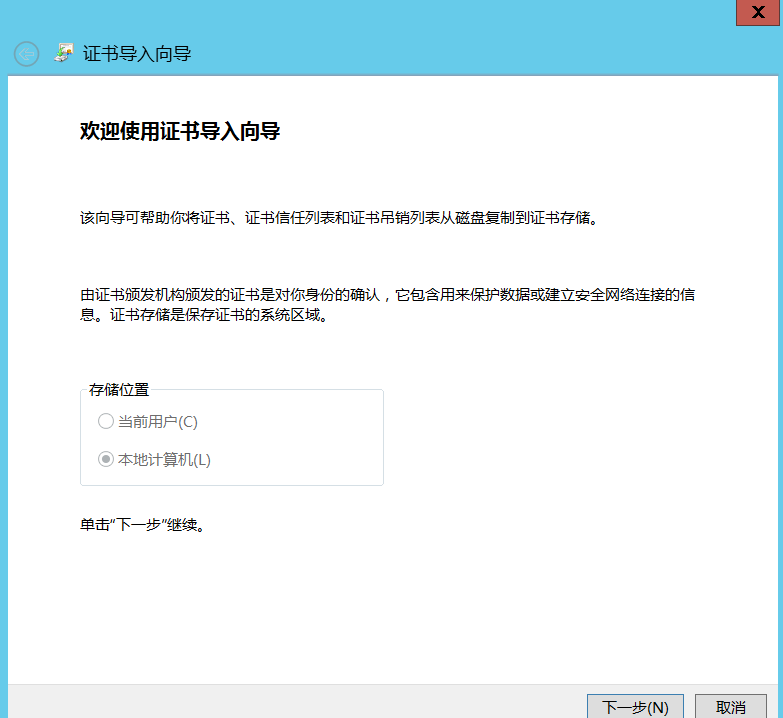 证书导入向导
欢迎使用证书导入向导
该向导可帮助你将证书、证书信任列表和证书吊销列表从磁盘复制到证书存储。
由证书颁发机构颁发的证书是对你身份的确认，它包含用来保护数据或建立安全网络连接的信
息。证书存储是保存证书的系统区域。
存储位置
当前用户(C)
本地计算机(L)
单击“下一步”继续。
下一步(N)
取消